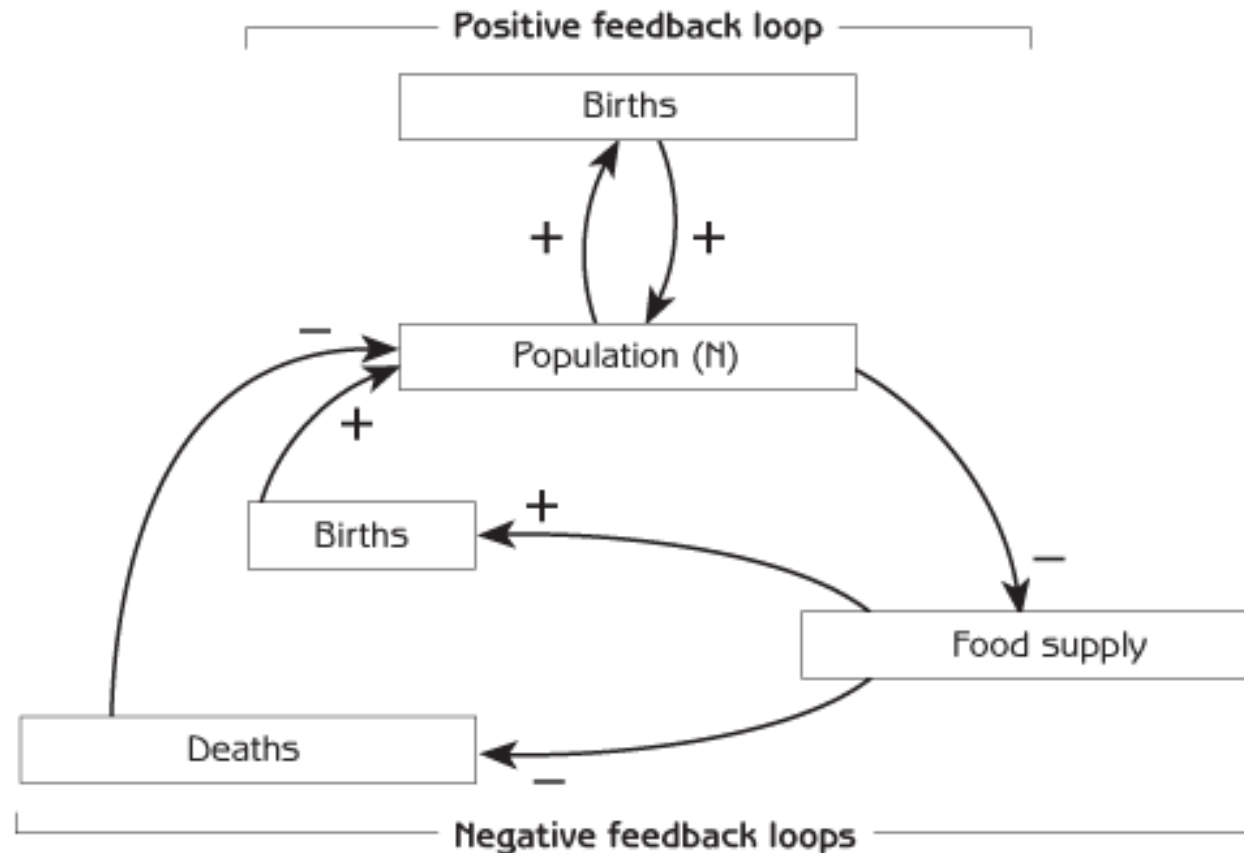 Positive feedback loop
Births
+ +
−
Population (N)
+
Births
+
−
Food supply
Deaths
−
Negative feedback loops